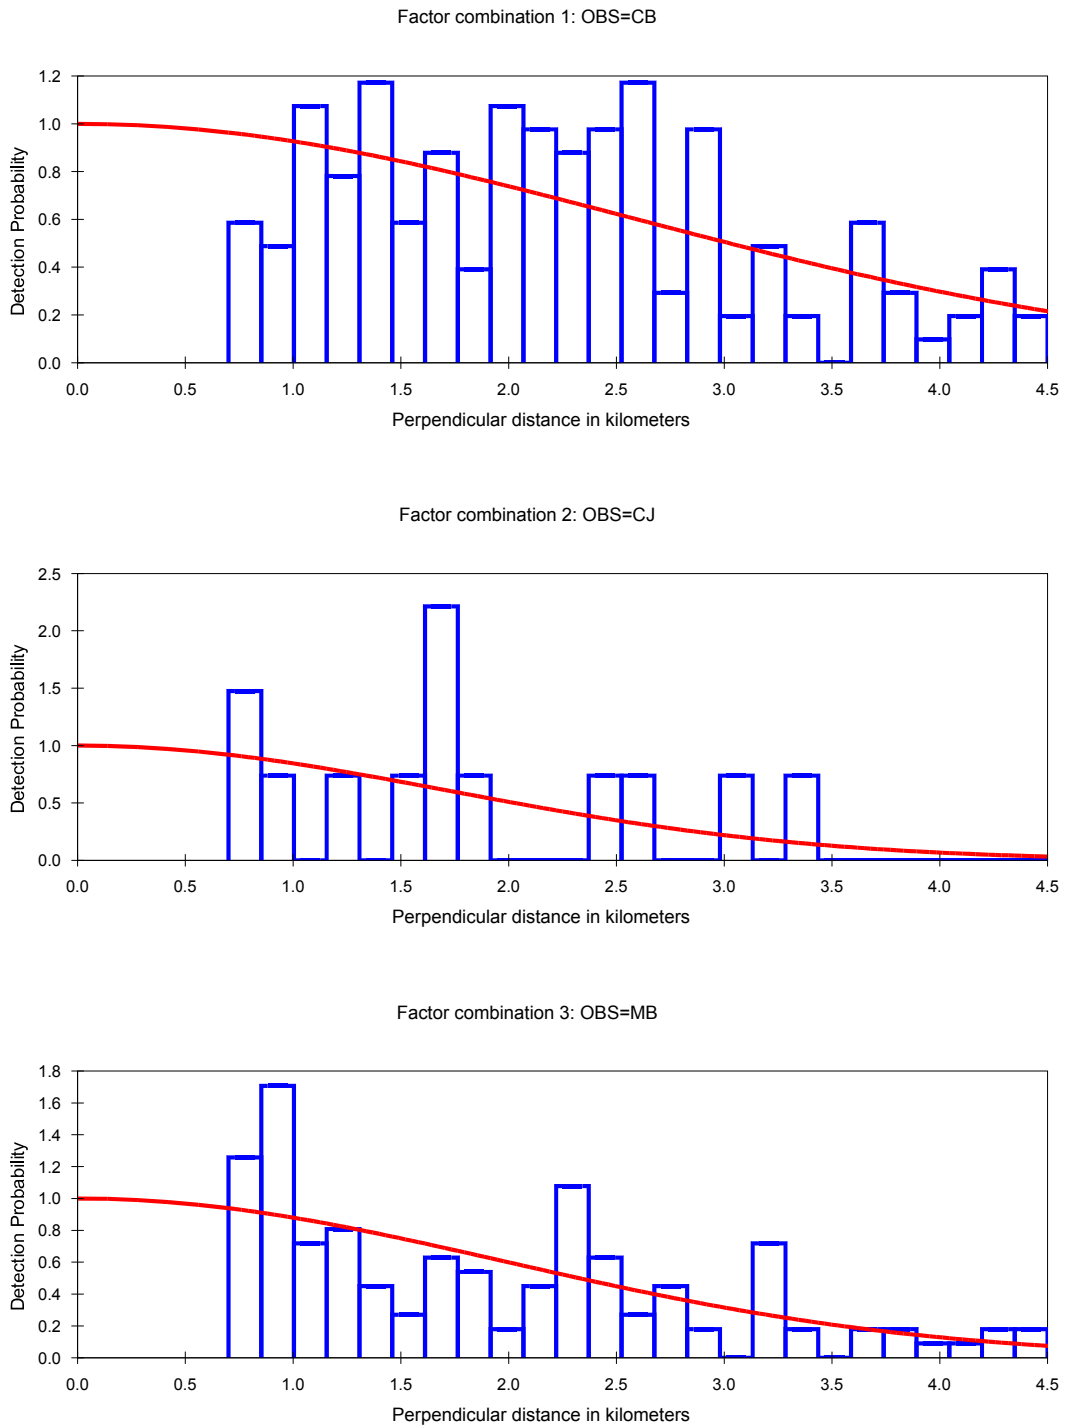 Factor combination 1: OBS=CB
1.2
1.0
0.8
0.6
0.4
0.2
0.0
Detection Probability
0.0 0.5 1.0 1.5 2.0 2.5 3.0 3.5 4.0 4.5
Perpendicular distance in kilometers
Factor combination 2: OBS=CJ
2.5
2.0
1.5
1.0
0.5
0.0
Detection Probability
0.0 0.5 1.0 1.5 2.0 2.5 3.0 3.5 4.0 4.5
Perpendicular distance in kilometers
Factor combination 3: OBS=MB
1.8
1.6
1.4
1.2
1.0
0.8
0.6
0.4
0.2
0.0
Detection Probability
0.0 0.5 1.0 1.5 2.0 2.5 3.0 3.5 4.0 4.5
Perpendicular distance in kilometers